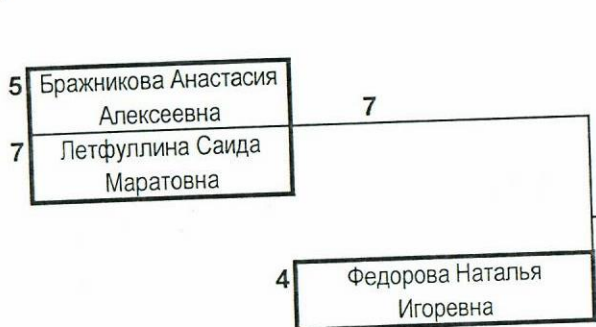 5 Бражникова Анастасия
Алексеевна
7
7 Летфуллина Саида
Маратовна
4 Федорова Наталья
Игоревна